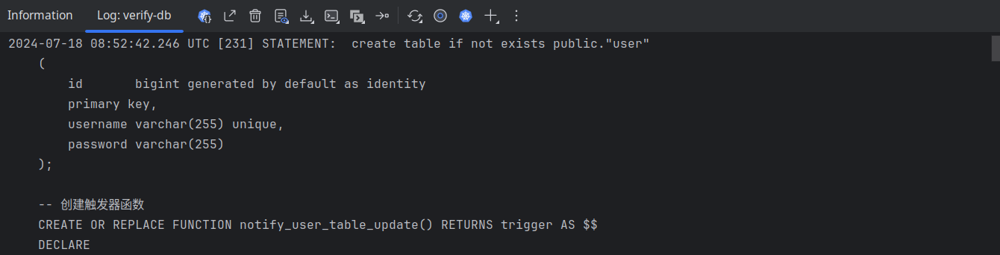 Information
Log: verify-db
2024-07-18 08:52:42.246 UTC [231] STATEMENT:  create table if not exists public."user"
(
id       bigint generated by default as identity
primary key,
username varchar(255) unique,
password varchar(255)
);
-- 创建触发器函数
CREATE OR REPLACE FUNCTION notify_user_table_update() RETURNS trigger AS $$
DECLARE